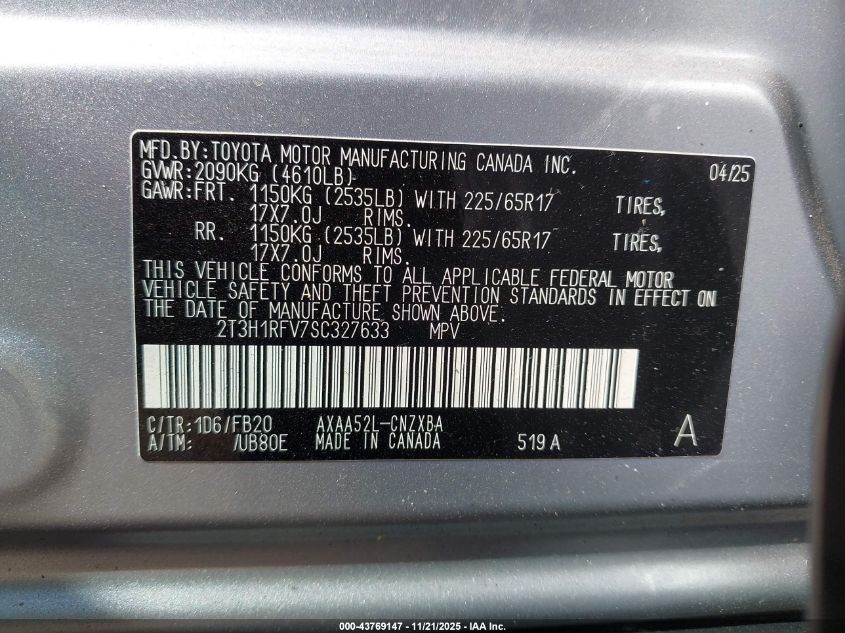 MFD.BY:TOYOTA MOTOR MANUFACTURING CANADA INC. 04/25
GVWR:2090KG (4610LB)
GAWR:FRT. 1150KG (2535LB) WITH 225/65R17 TIRES,
17X7.0J RIMS.
RR. 1150KG (2535LB) WITH 225/65R17 TIRES,
17X7.0J RIMS.
THIS VEHICLE CONFORMS TO ALL APPLICABLE FEDERAL MOTOR
VEHICLE SAFETY AND THEFT PREVENTION STANDARDS IN EFFECT ON
THE DATE OF MANUFACTURE SHOWN ABOVE.
2T3H1RFV7SC327633 MPV
C/TR:1D6/FB20 AXAA52L-CNZXBA
A/TM: /UB80E MADE IN CANADA 519A A
000-43769147 - 11/21/2025 - IAA Inc.